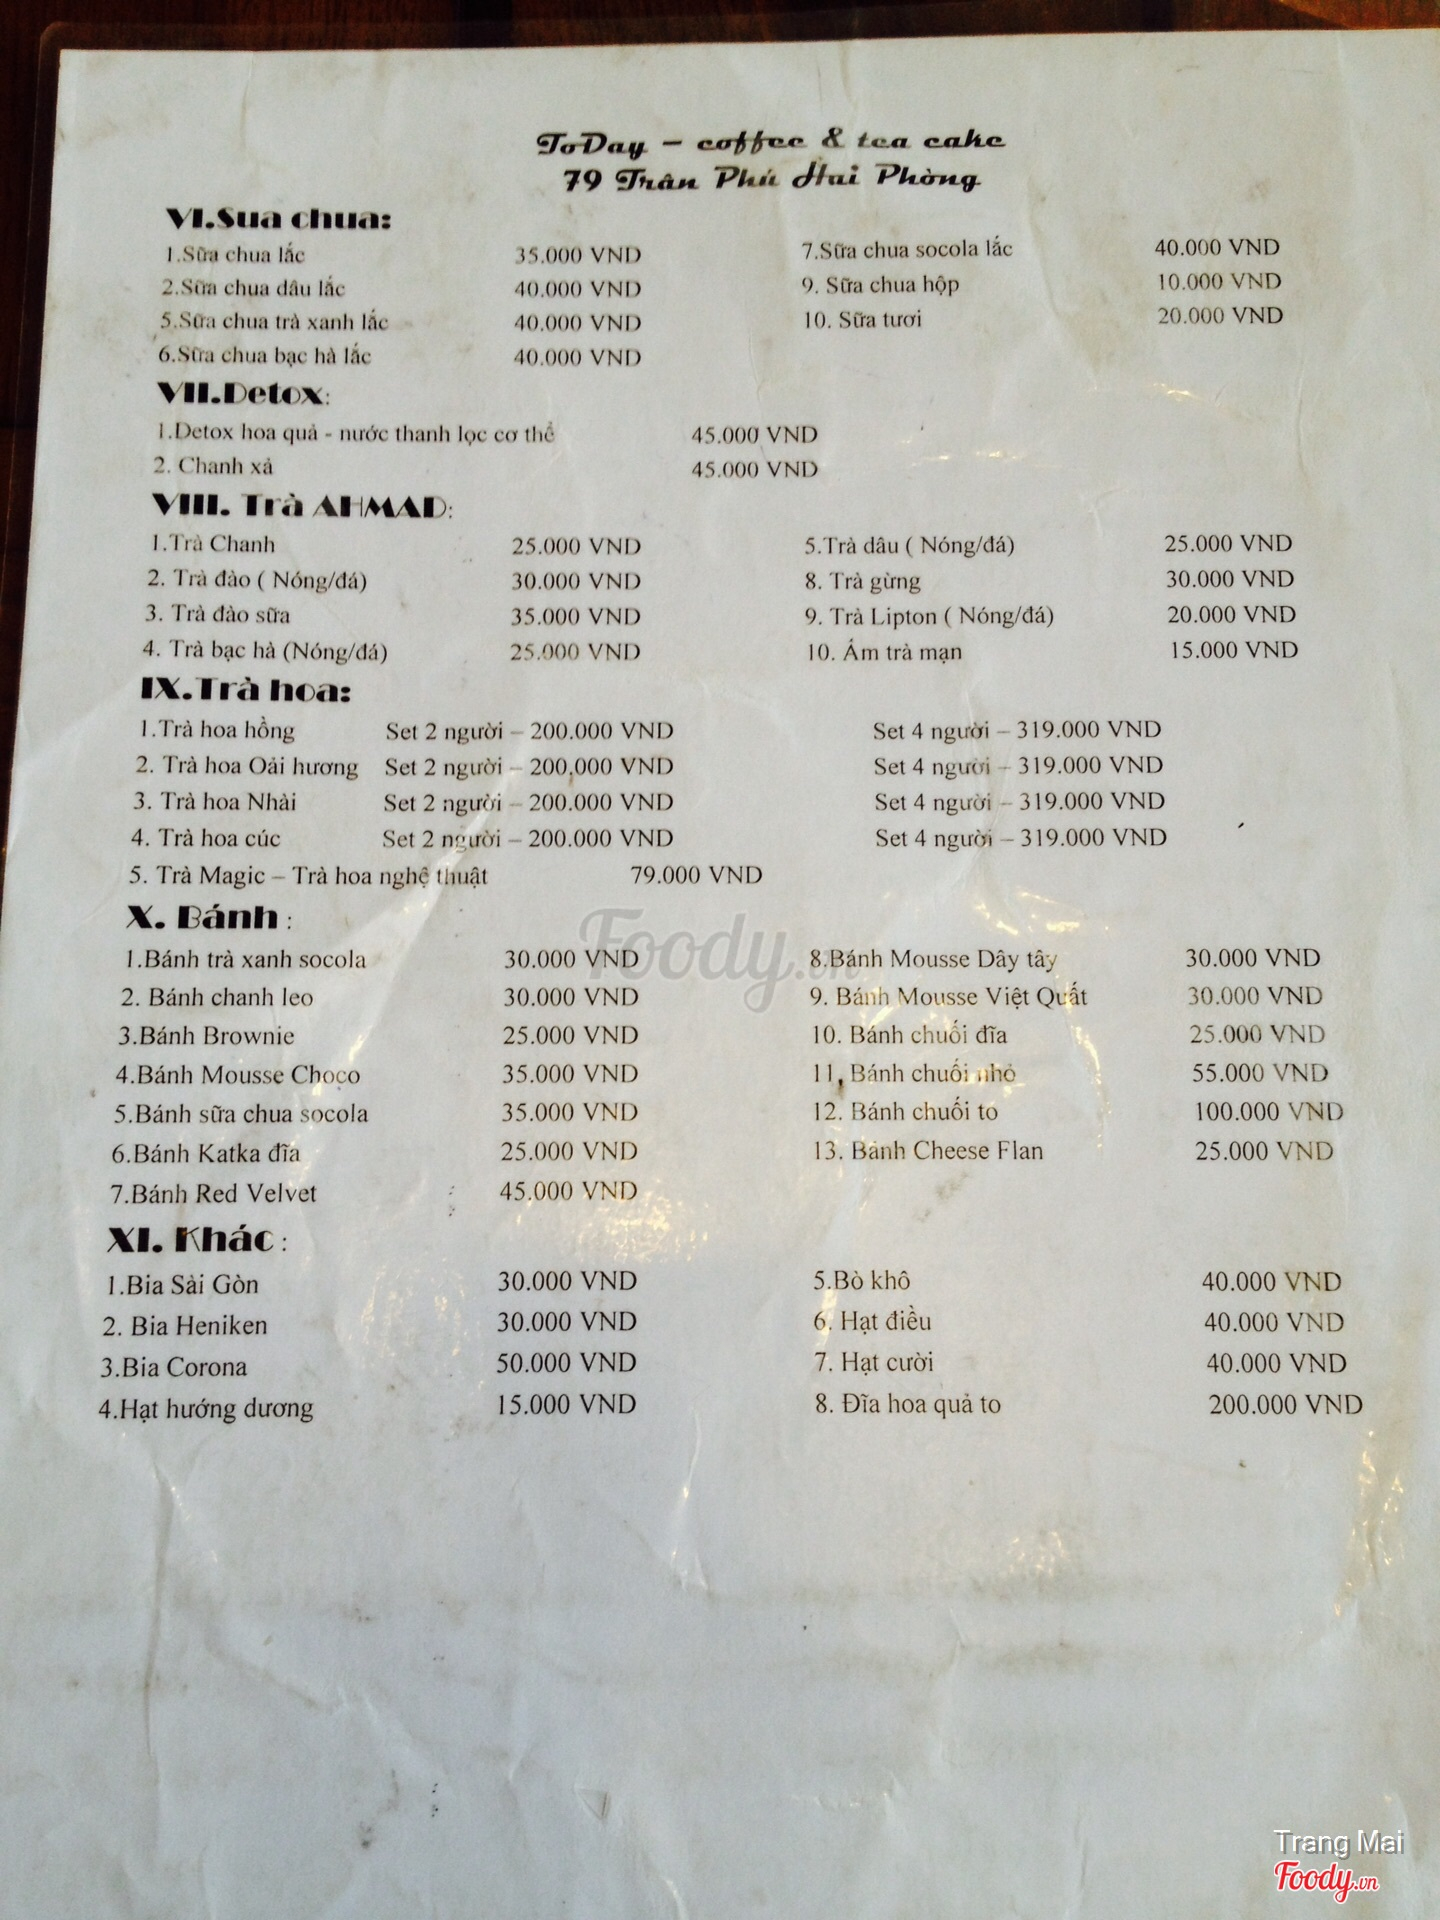 ToDay – coffee & tea cake
79 Trân Phú Hai Phòng
VI.Sua chua:
1.Sữa chua lắc 35.000 VND 7.Sữa chua socola lắc 40.000 VND
2.Sữa chua dâu lắc 40.000 VND 9. Sữa chua hộp 10.000 VND
5.Sữa chua trà xanh lắc 40.000 VND 10. Sữa tươi 20.000 VND
6.Sữa chua bạc hà lắc 40.000 VND
VII.Detox:
1.Detox hoa quả - nước thanh lọc cơ thể 45.000 VND
2. Chanh xả 45.000 VND
VIII. Trà AHMAD:
1.Trà Chanh 25.000 VND 5.Trà dâu ( Nóng/đá) 25.000 VND
2. Trà đào ( Nóng/đá) 30.000 VND 8. Trà gừng 30.000 VND
3. Trà đào sữa 35.000 VND 9. Trà Lipton ( Nóng/đá) 20.000 VND
4. Trà bạc hà (Nóng/đá) 25.000 VND 10. Ấm trà mạn 15.000 VND
IX.Trà hoa:
1.Trà hoa hồng Set 2 người – 200.000 VND Set 4 người – 319.000 VND
2. Trà hoa Oải hương Set 2 người – 200.000 VND Set 4 người – 319.000 VND
3. Trà hoa Nhài Set 2 người – 200.000 VND Set 4 người – 319.000 VND
4. Trà hoa cúc Set 2 người – 200.000 VND Set 4 người – 319.000 VND
5. Trà Magic – Trà hoa nghệ thuật 79.000 VND
X. Bánh :
Foody.vn
1.Bánh trà xanh socola 30.000 VND 8.Bánh Mousse Dây tây 30.000 VND
2. Bánh chanh leo 30.000 VND 9. Bánh Mousse Việt Quất 30.000 VND
3.Bánh Brownie 25.000 VND 10. Bánh chuối đĩa 25.000 VND
4.Bánh Mousse Choco 35.000 VND 11. Bánh chuối nhỏ 55.000 VND
5.Bánh sữa chua socola 35.000 VND 12. Bánh chuối to 100.000 VND
6.Bánh Katka đĩa 25.000 VND 13. Bánh Cheese Flan 25.000 VND
7.Bánh Red Velvet 45.000 VND
XI. Khác :
1.Bia Sài Gòn 30.000 VND 5.Bò khô 40.000 VND
2. Bia Heniken 30.000 VND 6. Hạt điều 40.000 VND
3.Bia Corona 50.000 VND 7. Hạt cười 40.000 VND
4.Hạt hướng dương 15.000 VND 8. Đĩa hoa quả to 200.000 VND
Trang Mai
Foody.vn